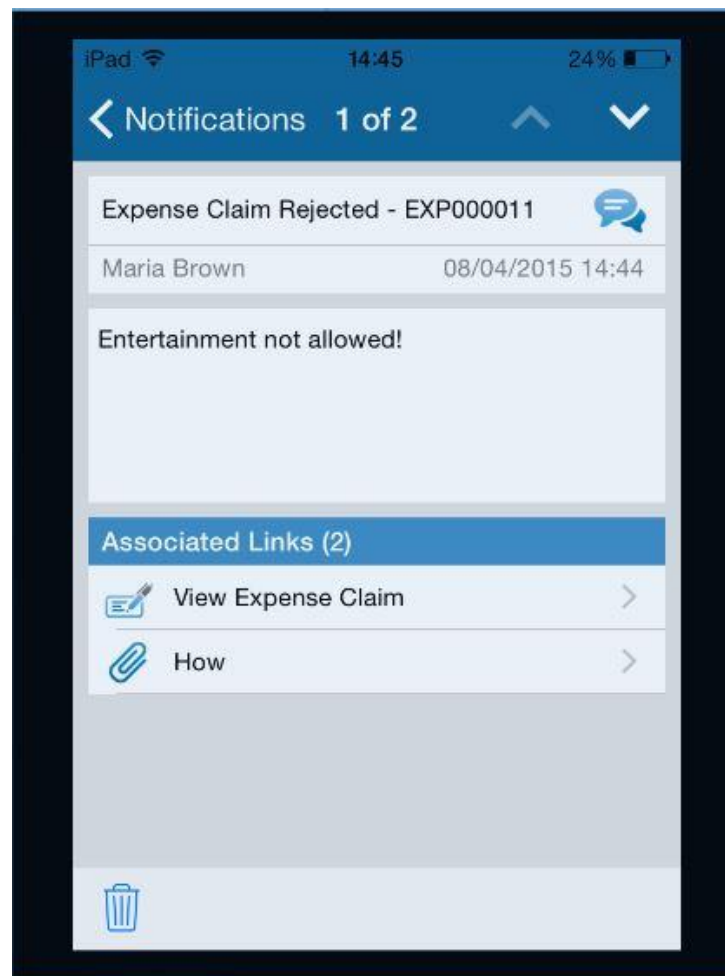 iPad 14:45 24%
Notifications 1 of 2
Expense Claim Rejected - EXP000011
Maria Brown 08/04/2015 14:44
Entertainment not allowed!
Associated Links (2)
View Expense Claim
How